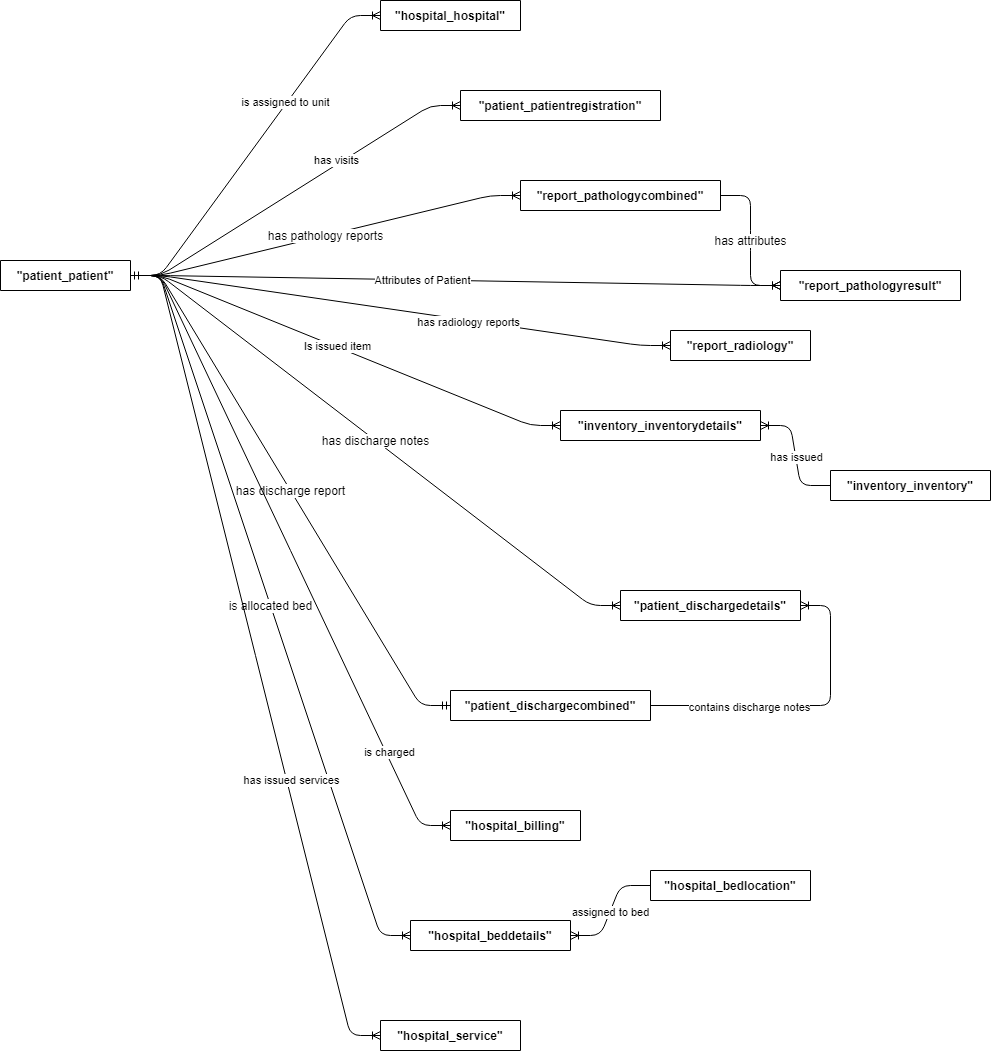 "hospital_hospital"
is assigned to unit
"patient_patientregistration"
has visits
"report_pathologycombined"
has pathology reports
has attributes
"patient_patient"
Attributes of Patient
"report_pathologyresult"
has radiology reports
"report_radiology"
Is issued item
"inventory_inventorydetails"
has discharge notes
has issued
"inventory_inventory"
has discharge report
is allocated bed
"patient_dischargedetails"
"patient_dischargecombined"
contains discharge notes
is charged
has issued services
"hospital_billing"
"hospital_bedlocation"
assigned to bed
"hospital_beddetails"
"hospital_service"